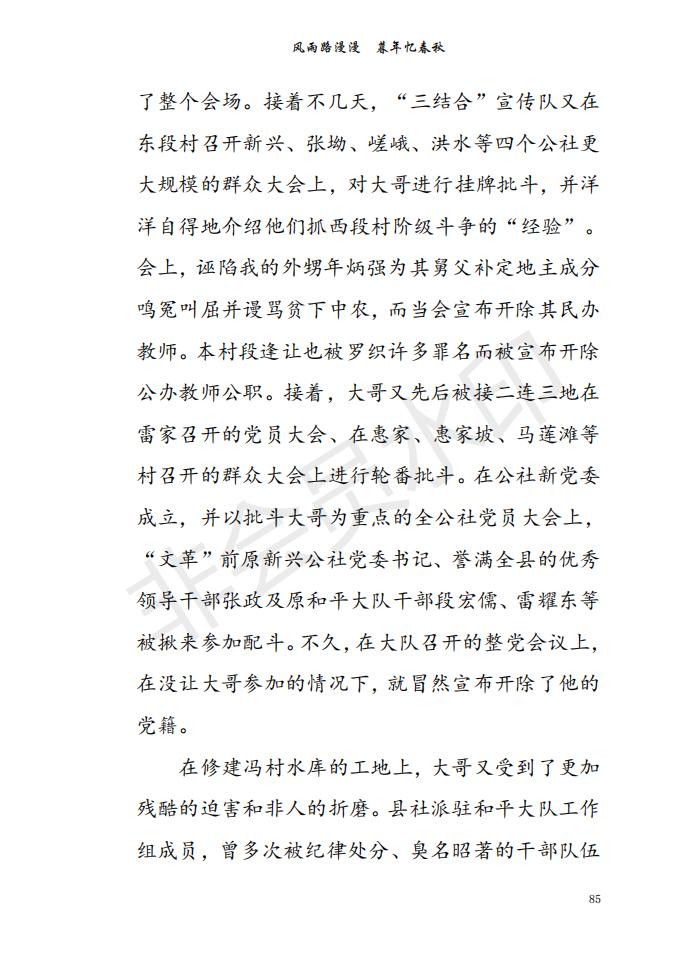 风雨路漫漫　暮年忆春秋
了整个会场。接着不几天，“三结合”宣传队又在
东段村召开新兴、张坳、嵯峨、洪水等四个公社更
大规模的群众大会上，对大哥进行挂牌批斗，并洋
洋自得地介绍他们抓西段村阶级斗争的“经验”。
会上，诬陷我的外甥年炳强为其舅父补定地主成分
鸣冤叫屈并谩骂贫下中农，而当会宣布开除其民办
教师。本村段逢让也被罗织许多罪名而被宣布开除
公办教师公职。接着，大哥又先后被接二连三地在
雷家召开的党员大会、在惠家、惠家坡、马莲滩等
村召开的群众大会上进行轮番批斗。在公社新党委
成立，并以批斗大哥为重点的全公社党员大会上，
“文革”前原新兴公社党委书记、誉满全县的优秀
领导干部张政及原和平大队干部段宏儒、雷耀东等
被揪来参加配斗。不久，在大队召开的整党会议上，
在没让大哥参加的情况下，就冒然宣布开除了他的
党籍。
在修建冯村水库的工地上，大哥又受到了更加
残酷的迫害和非人的折磨。县社派驻和平大队工作
组成员，曾多次被纪律处分、臭名昭著的干部队伍
85
非会员水印